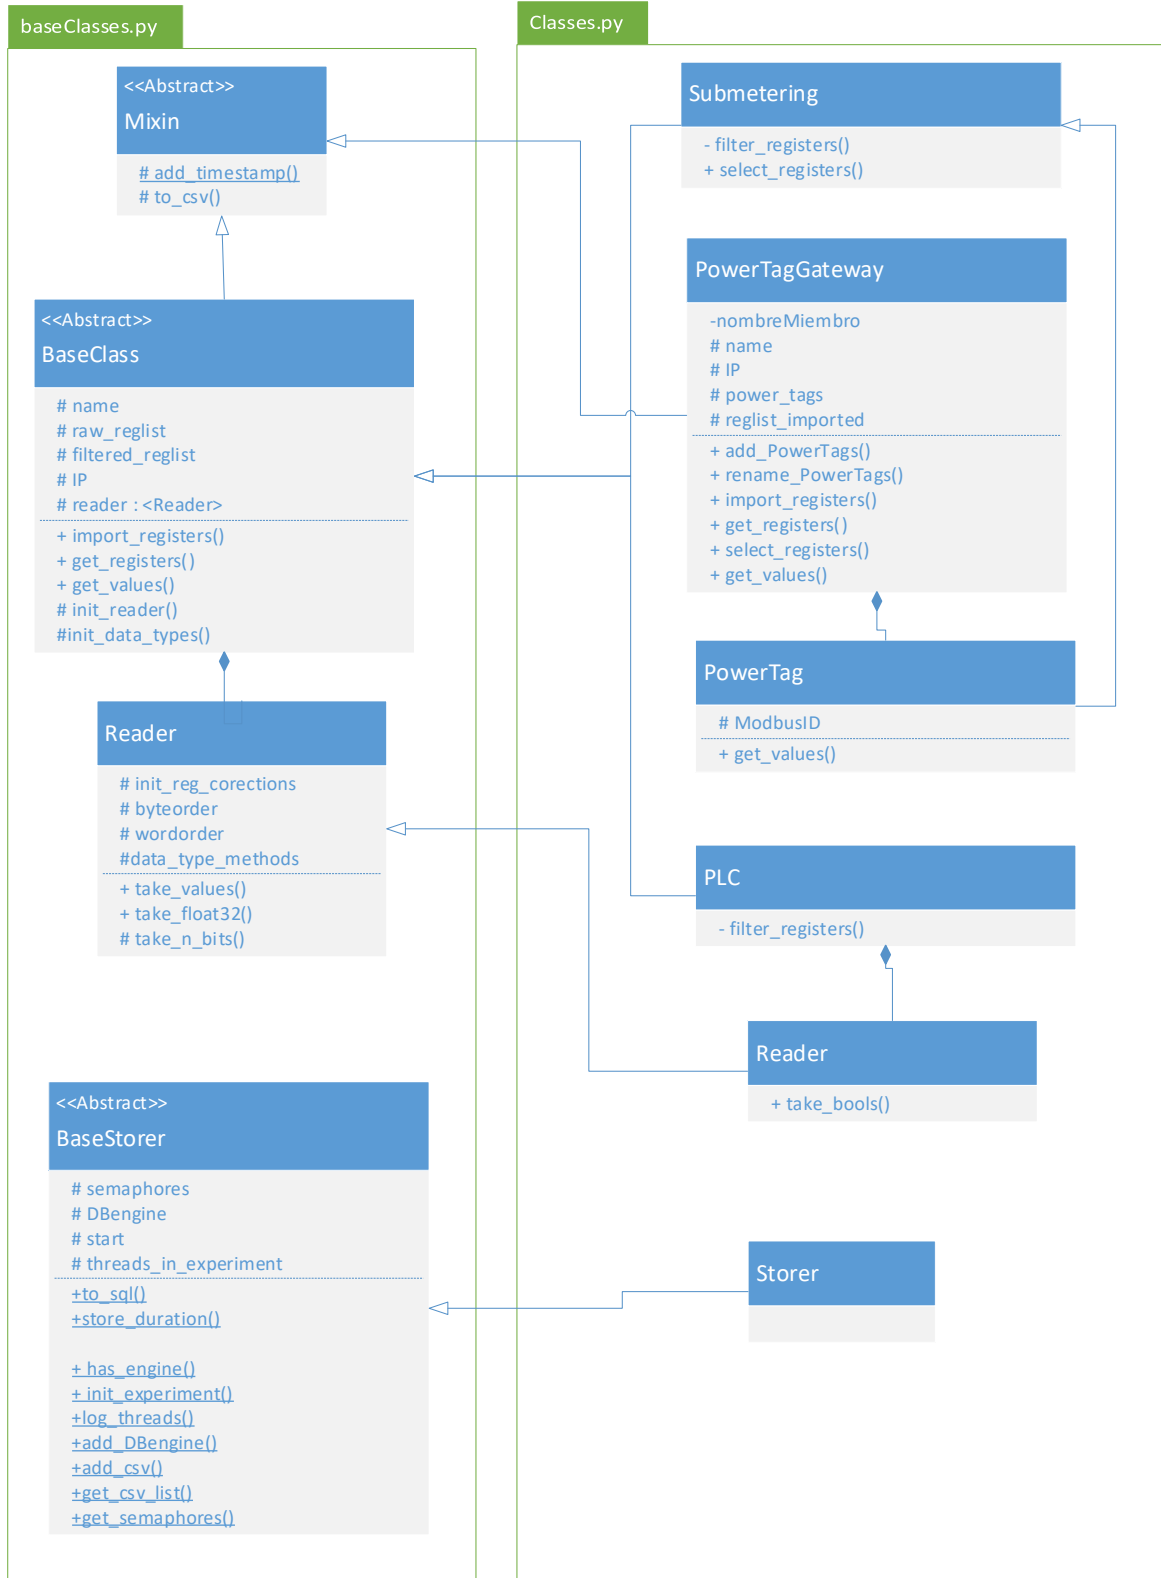 baseClasses.py
<<Abstract>>
Mixin
# add_timestamp()
# to_csv()
<<Abstract>>
BaseClass
# name
# raw_reglist
# filtered_reglist
# IP
# reader : <Reader>
+ import_registers()
+ get_registers()
+ get_values()
# init_reader()
#init_data_types()
Reader
# init_reg_corections
# byteorder
# wordorder
#data_type_methods
+ take_values()
+ take_float32()
# take_n_bits()
<<Abstract>>
BaseStorer
# semaphores
# DBengine
# start
# threads_in_experiment
+to_sql()
+store_duration()
+ has_engine()
+ init_experiment()
+log_threads()
+add_DBengine()
+add_csv()
+get_csv_list()
+get_semaphores()
Classes.py
Submetering
- filter_registers()
+ select_registers()
PowerTagGateway
-nombreMiembro
# name
# IP
# power_tags
# reglist_imported
+ add_PowerTags()
+ rename_PowerTags()
+ import_registers()
+ get_registers()
+ select_registers()
+ get_values()
PowerTag
# ModbusID
+ get_values()
PLC
- filter_registers()
Reader
+ take_bools()
Storer